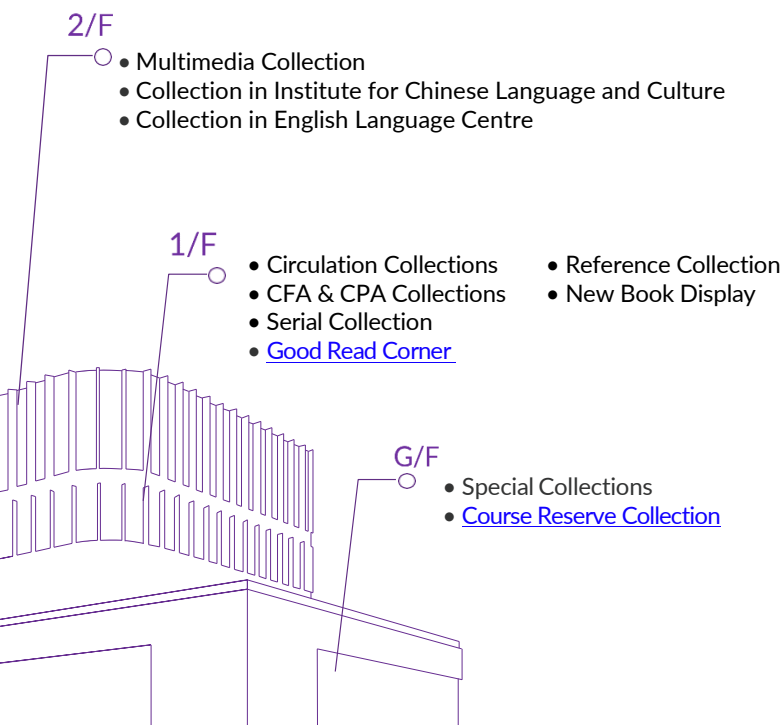 2/F
• Multimedia Collection
• Collection in Institute for Chinese Language and Culture
• Collection in English Language Centre
1/F
• Circulation Collections
• CFA & CPA Collections
• Serial Collection
• Good Read Corner
• Reference Collection
• New Book Display
G/F
• Special Collections
• Course Reserve Collection